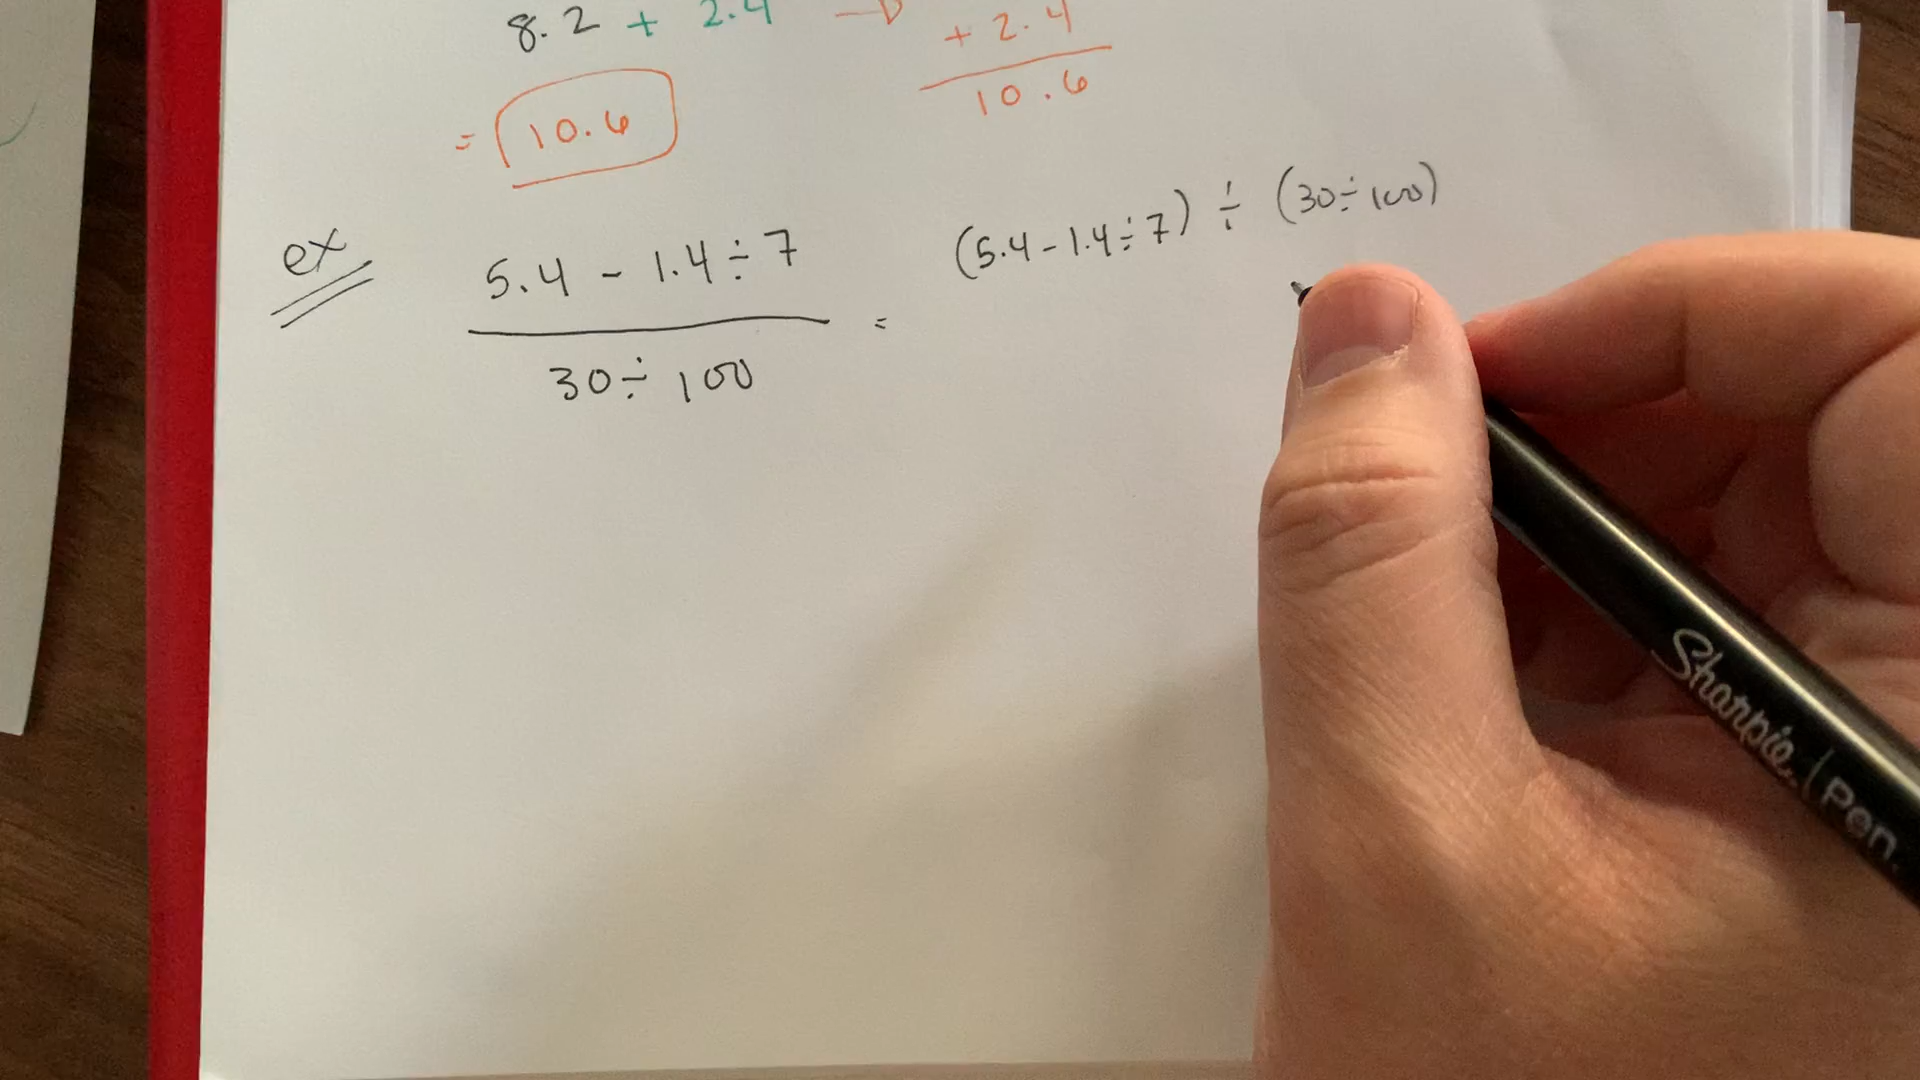 8.2 + 2.4 →
+ 2.4
10.6
= 10.6
ex
5.4 - 1.4 ÷ 7
30 ÷ 100
=
(5.4 - 1.4 ÷ 7) ÷ (30 ÷ 100)
Sharpie. Pen.